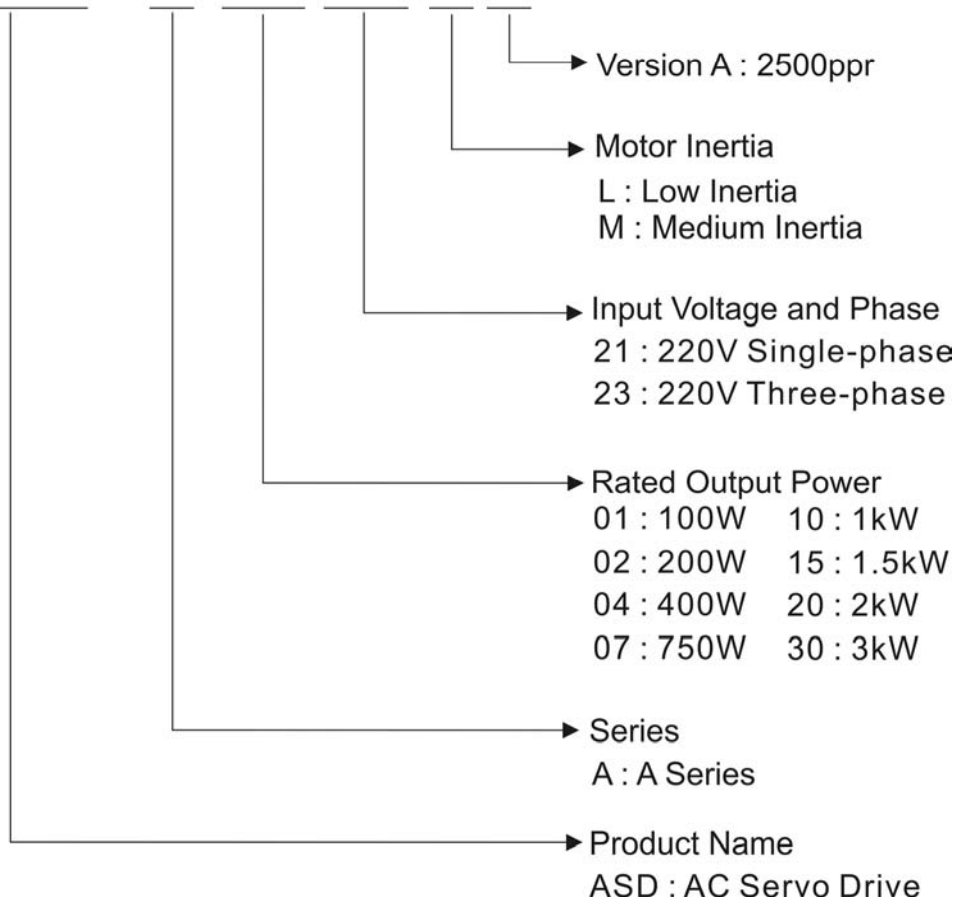 Version A : 2500ppr
Motor Inertia
L : Low Inertia
M : Medium Inertia
Input Voltage and Phase
21 : 220V Single-phase
23 : 220V Three-phase
Rated Output Power
01 : 100W 10 : 1kW
02 : 200W 15 : 1.5kW
04 : 400W 20 : 2kW
07 : 750W 30 : 3kW
Series
A : A Series
Product Name
ASD : AC Servo Drive